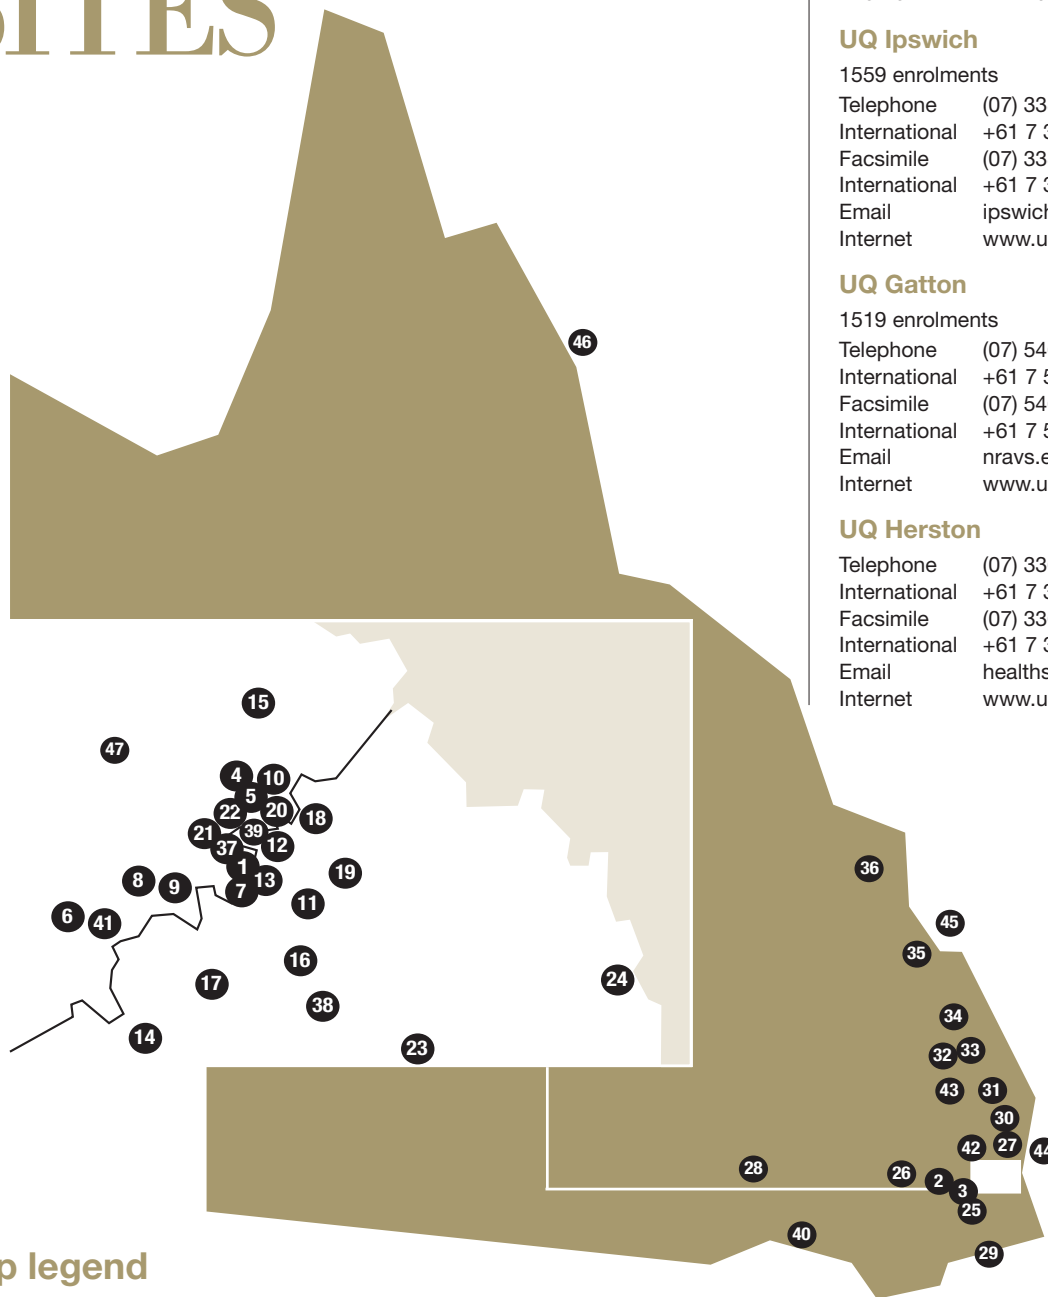 SITES
UQ Ipswich
1559 enrolments
Telephone (07) 33
International +61 7 3
Facsimile (07) 33
International +61 7 3
Email ipswich
Internet www.u
UQ Gatton
1519 enrolments
Telephone (07) 54
International +61 7 5
Facsimile (07) 54
International +61 7 5
Email nravs.e
Internet www.u
UQ Herston
Telephone (07) 33
International +61 7 3
Facsimile (07) 33
International +61 7 3
Email healths
Internet www.u
46
15
47
4
10
5
22
20
18
21
39
12
37
1
13
19
8
9
7
11
6
41
16
17
24
38
14
23
36
45
35
34
32
33
43
31
30
42
27
44
28
26
2
3
25
40
29
p legend